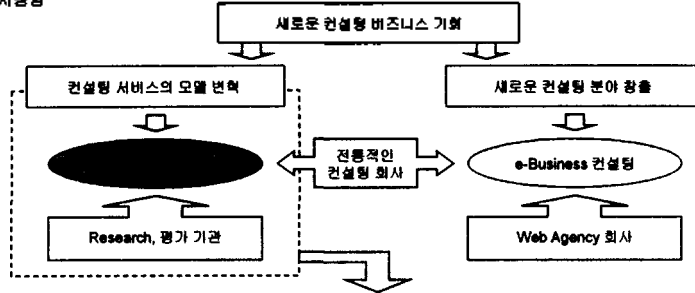 새로운 컨설팅 비즈니스 기회
컨설팅 서비스의 모델 변혁
새로운 컨설팅 분야 창출
전통적인
컨설팅 회사
e-Business 컨설팅
Research, 평가 기관
Web Agency 회사